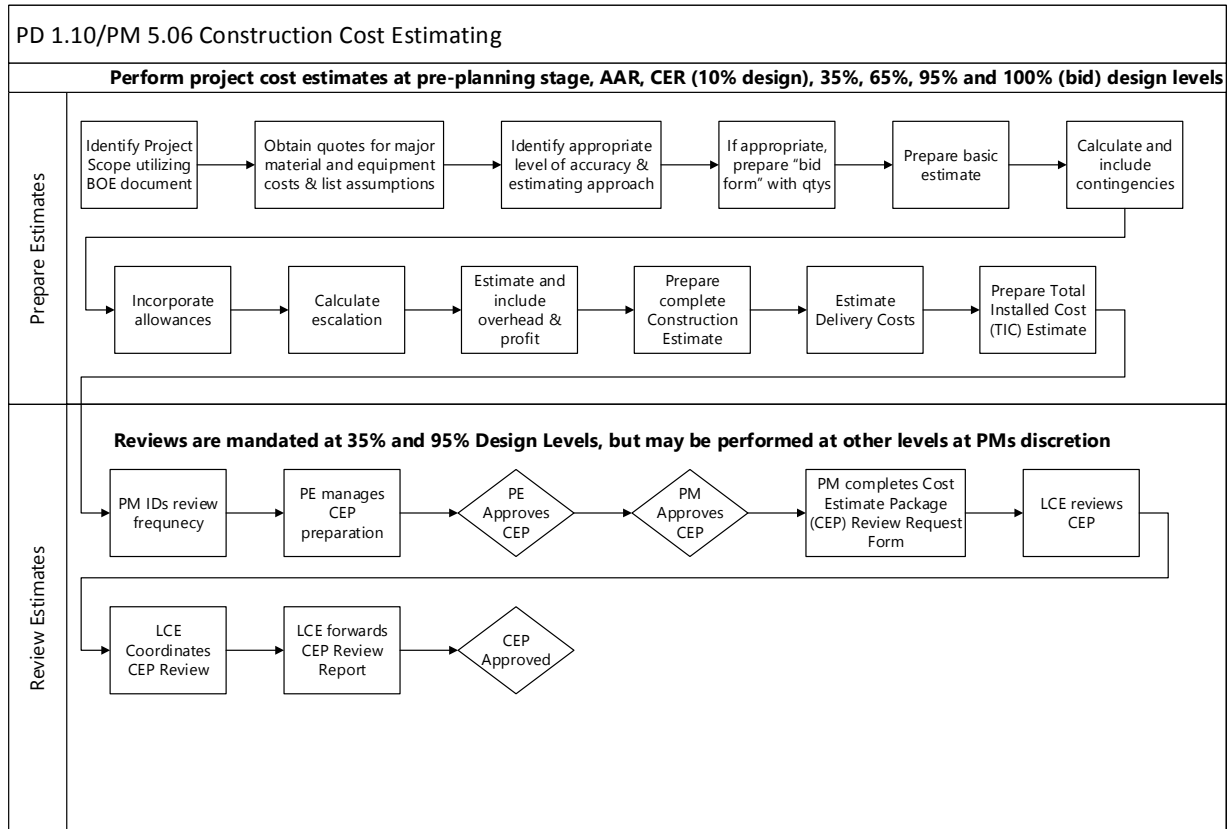 PD 1.10/PM 5.06 Construction Cost Estimating
Perform project cost estimates at pre-planning stage, AAR, CER (10% design), 35%, 65%, 95% and 100% (bid) design levels
Prepare Estimates
Identify Project
Scope utilizing
BOE document
Obtain quotes for major
material and equipment
costs & list assumptions
Identify appropriate
level of accuracy &
estimating approach
If appropriate,
prepare “bid
form” with qtys
Prepare basic
estimate
Calculate and
include
contingencies
Incorporate
allowances
Calculate
escalation
Estimate and
include
overhead &
profit
Prepare
complete
Construction
Estimate
Estimate
Delivery Costs
Prepare Total
Installed Cost
(TIC) Estimate
Review Estimates
Reviews are mandated at 35% and 95% Design Levels, but may be performed at other levels at PMs discretion
PM IDs review
frequnecy
PE manages
CEP
preparation
PE
Approves
CEP
PM
Approves
CEP
PM completes Cost
Estimate Package
(CEP) Review Request
Form
LCE reviews
CEP
LCE
Coordinates
CEP Review
LCE forwards
CEP Review
Report
CEP
Approved